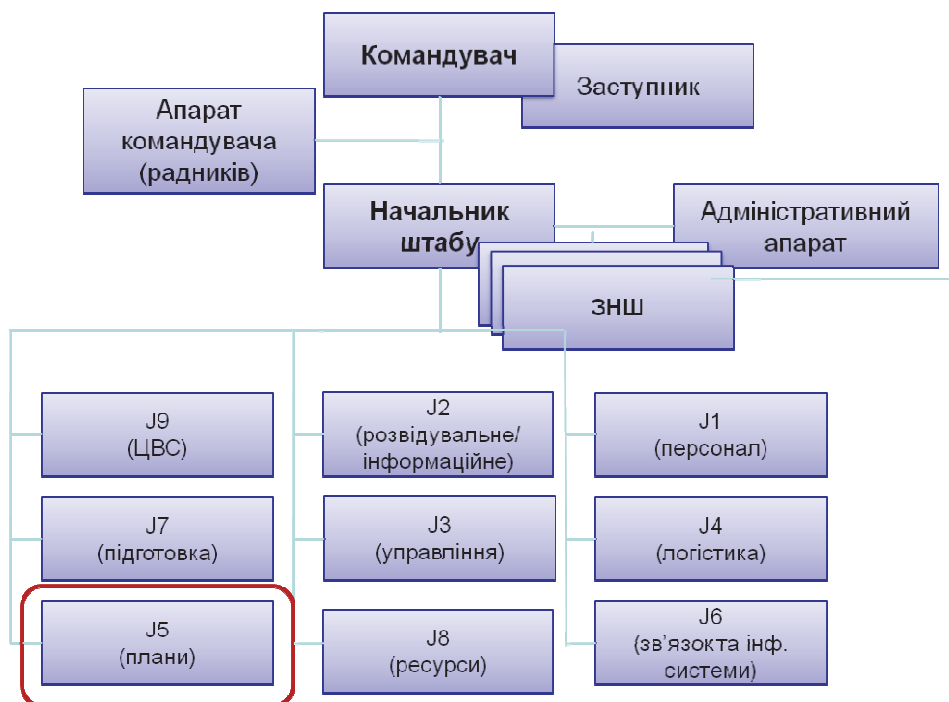 Командувач
Заступник
Апарат
командувача
(радників)
Начальник
штабу
Адміністративний
апарат
ЗНШ
J9
(ЦВС)
J2
(розвідувальне/
інформаційне)
J1
(персонал)
J7
(підготовка)
J3
(управління)
J4
(логістика)
J5
(плани)
J8
(ресурси)
J6
(зв’язокта інф.
системи)